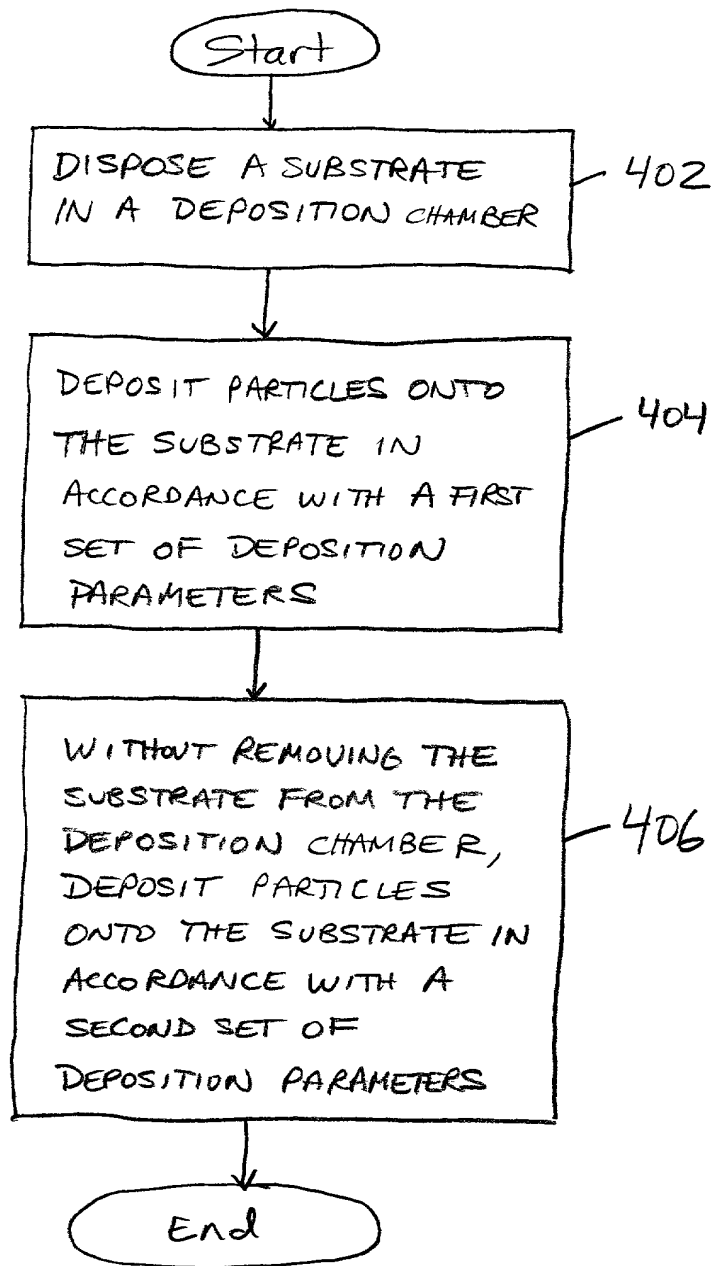 Start
DISPOSE A SUBSTRATE
IN A DEPOSITION CHAMBER
402
DEPOSIT PARTICLES ONTO
THE SUBSTRATE IN
ACCORDANCE WITH A FIRST
SET OF DEPOSITION
PARAMETERS
404
WITHOUT REMOVING THE
SUBSTRATE FROM THE
DEPOSITION CHAMBER,
DEPOSIT PARTICLES
ONTO THE SUBSTRATE IN
ACCORDANCE WITH A
SECOND SET OF
DEPOSITION PARAMETERS
406
End